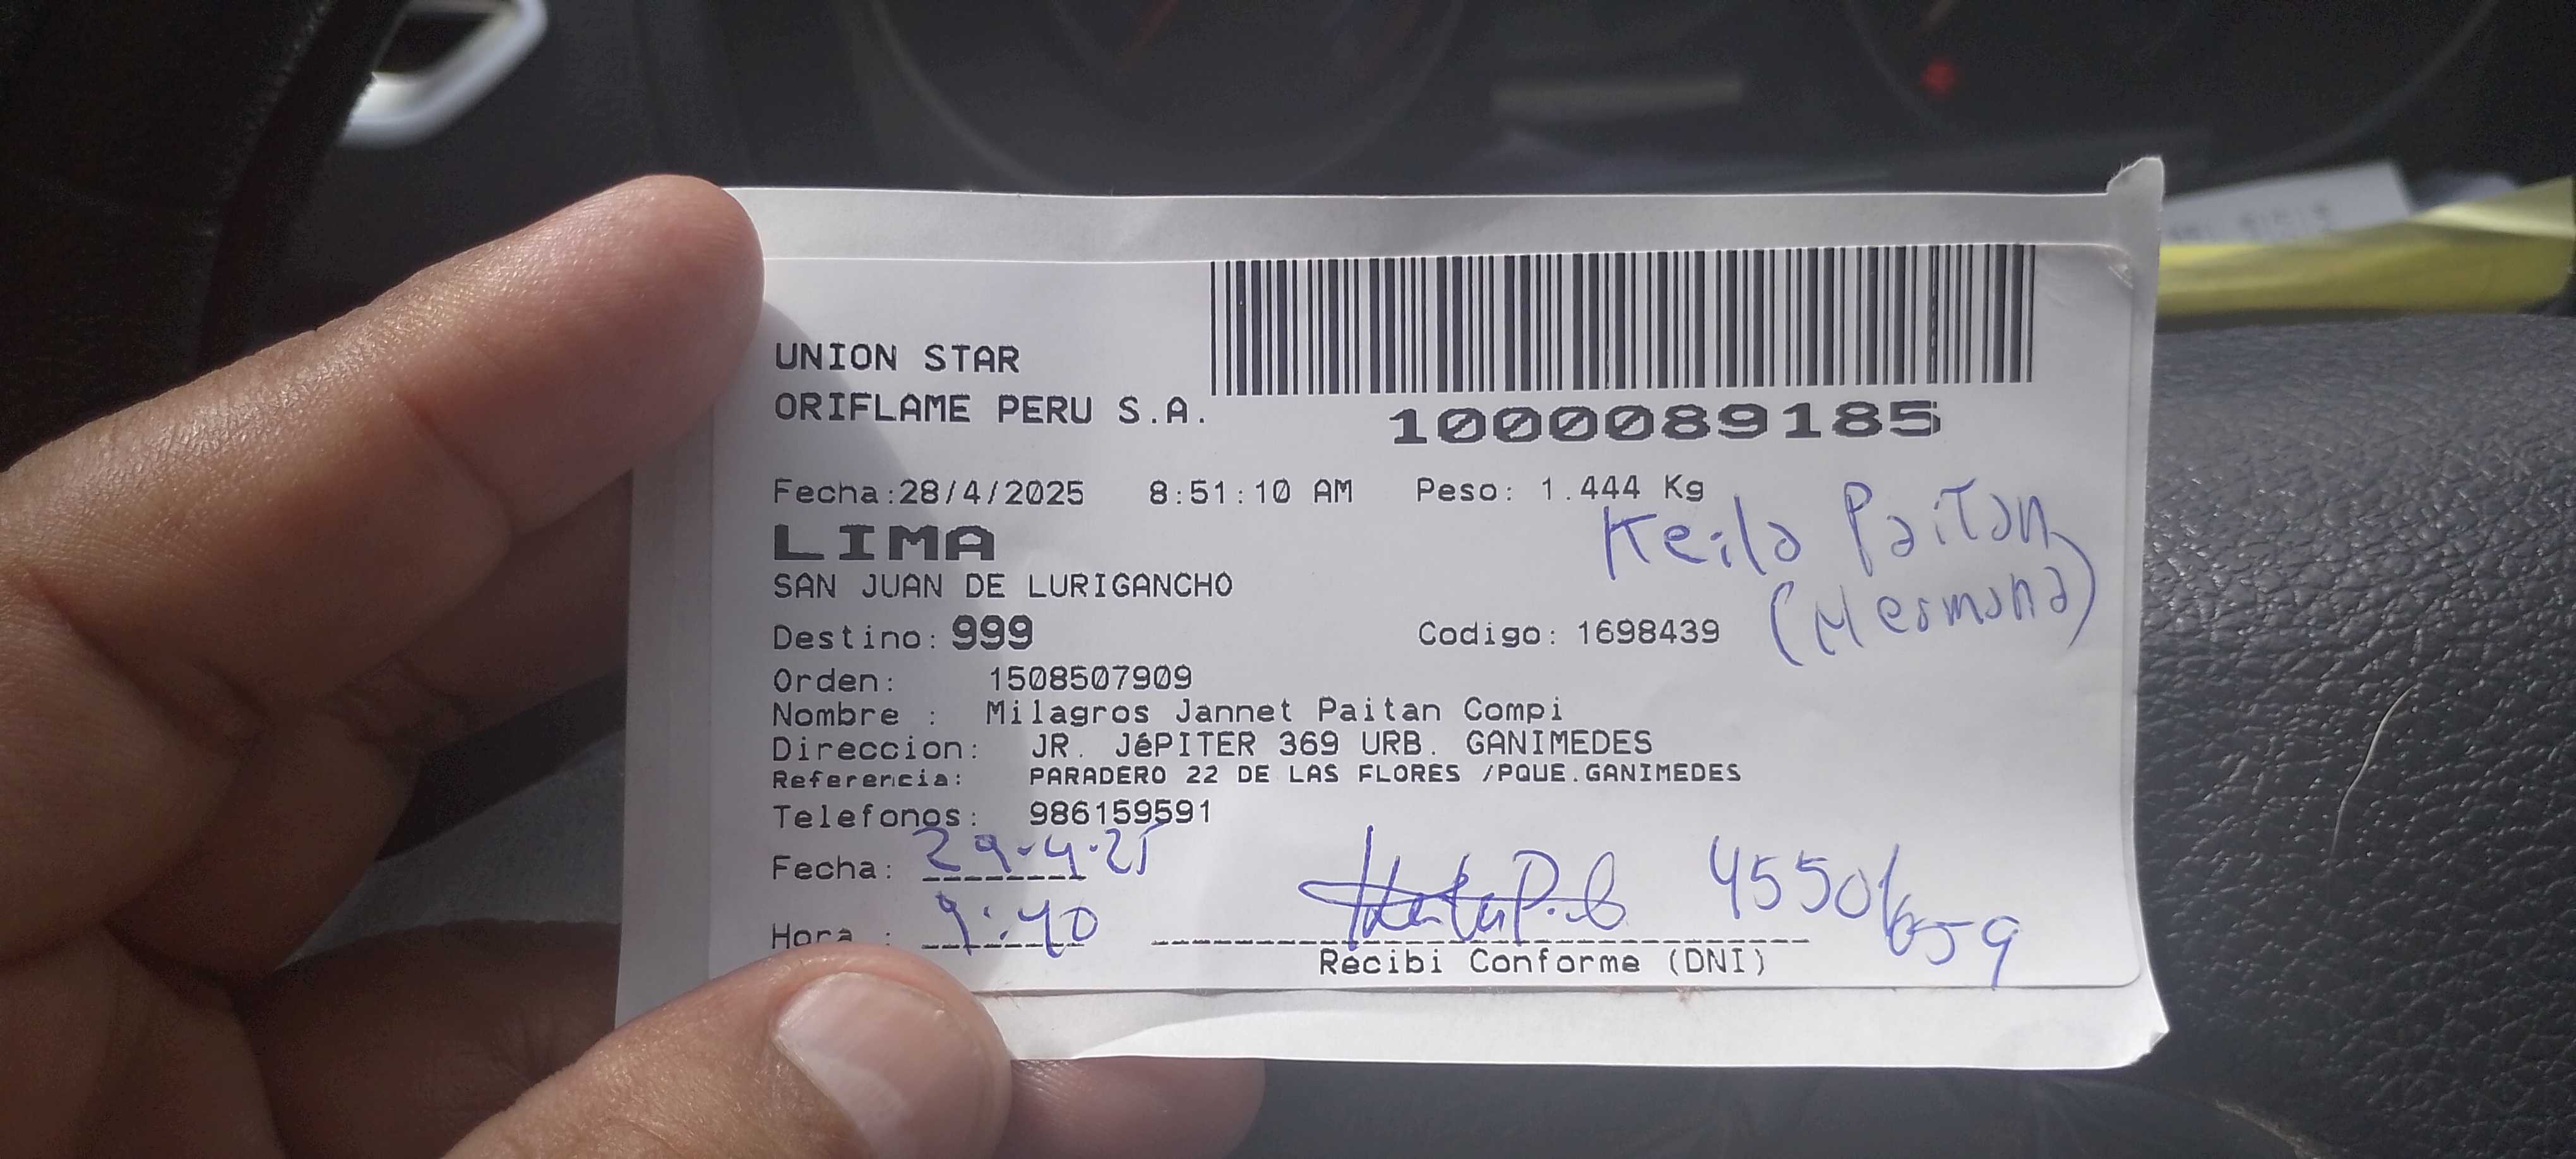 UNION STAR
ORIFLAME PERU S.A.
1000089185
Fecha:28/4/2025 8:51:10 AM Peso: 1.444 Kg
Keila Paitan
LIMA
SAN JUAN DE LURIGANCHO
(Hermana)
Destino: 999 Codigo: 1698439
Orden: 1508507909
Nombre : Milagros Jannet Paitan Compi
Direccion: JR. JéPITER 369 URB. GANIMEDES
Referencia: PARADERO 22 DE LAS FLORES /PQUE.GANIMEDES
Telefonos: 986159591
Fecha: 29-4-25
Hora : 9:40 45501659
Recibi Conforme (DNI)